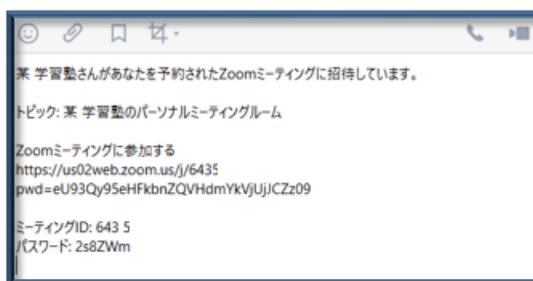 某 学習塾さんがあなたを予約されたZoomミーティングに招待しています。
トピック: 某 学習塾のパーソナルミーティングルーム
Zoomミーティングに参加する
https://us02web.zoom.us/j/6435
pwd=eU93Qy95eHFkbnZQVHdmYkVjUjJCZz09
ミーティングID: 643 5
パスワード: 2s8ZWm